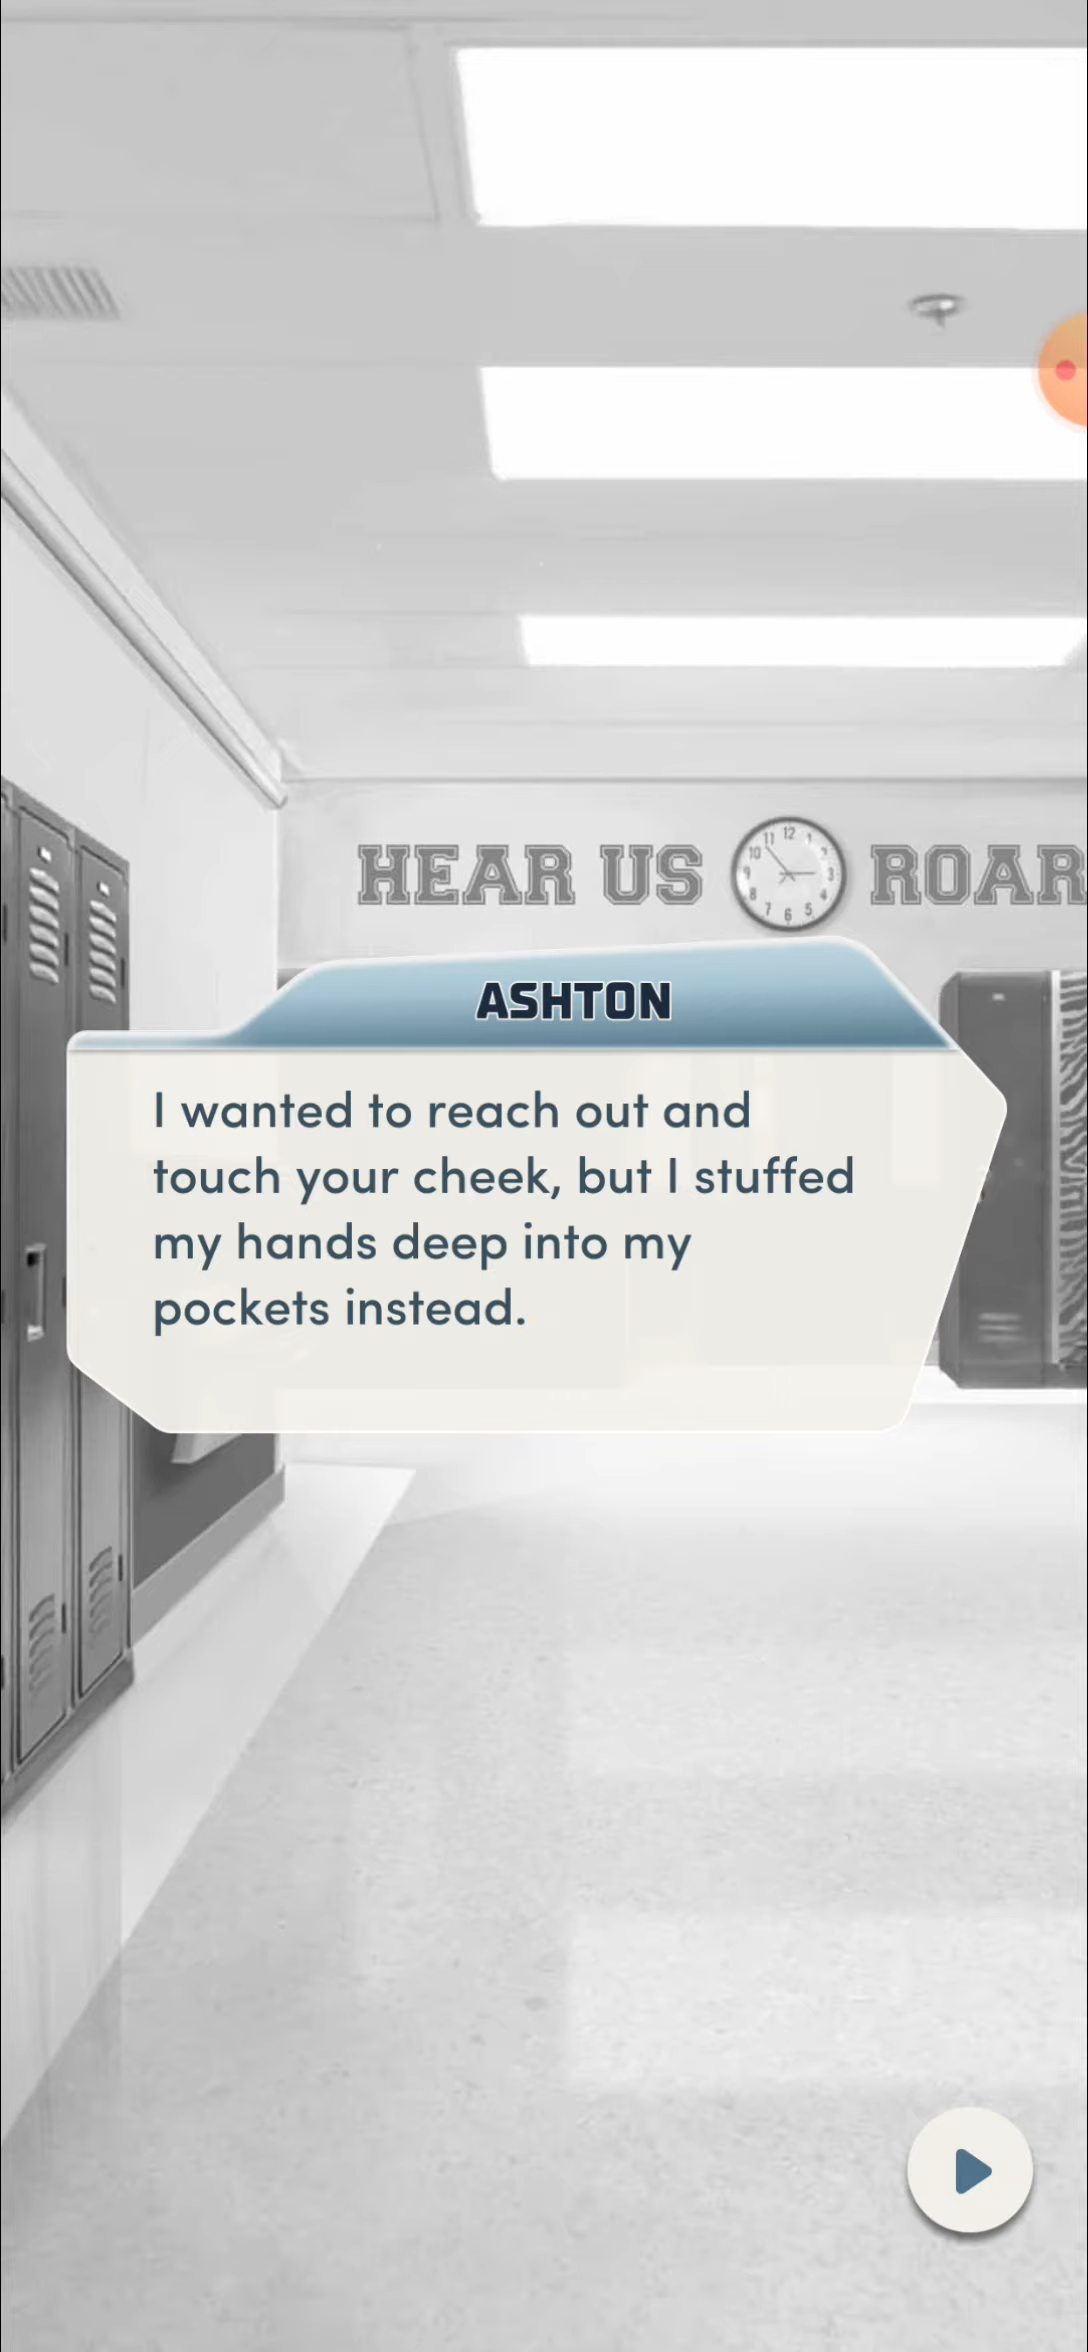 HEAR US ROAR
ASHTON
I wanted to reach out and
touch your cheek, but I stuffed
my hands deep into my
pockets instead.